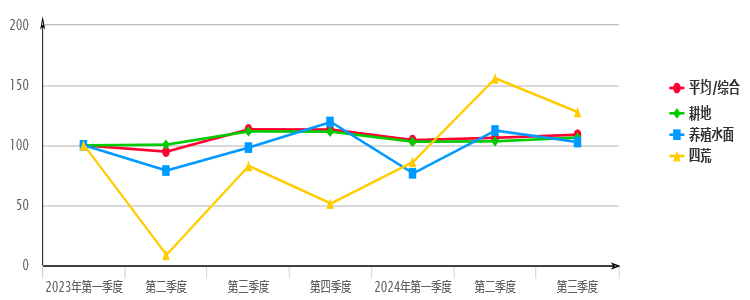 200
150
100
50
0
2023年第一季度 第二季度 第三季度 第四季度 2024年第一季度 第二季度 第三季度
平均/综合
耕地
养殖水面
四荒